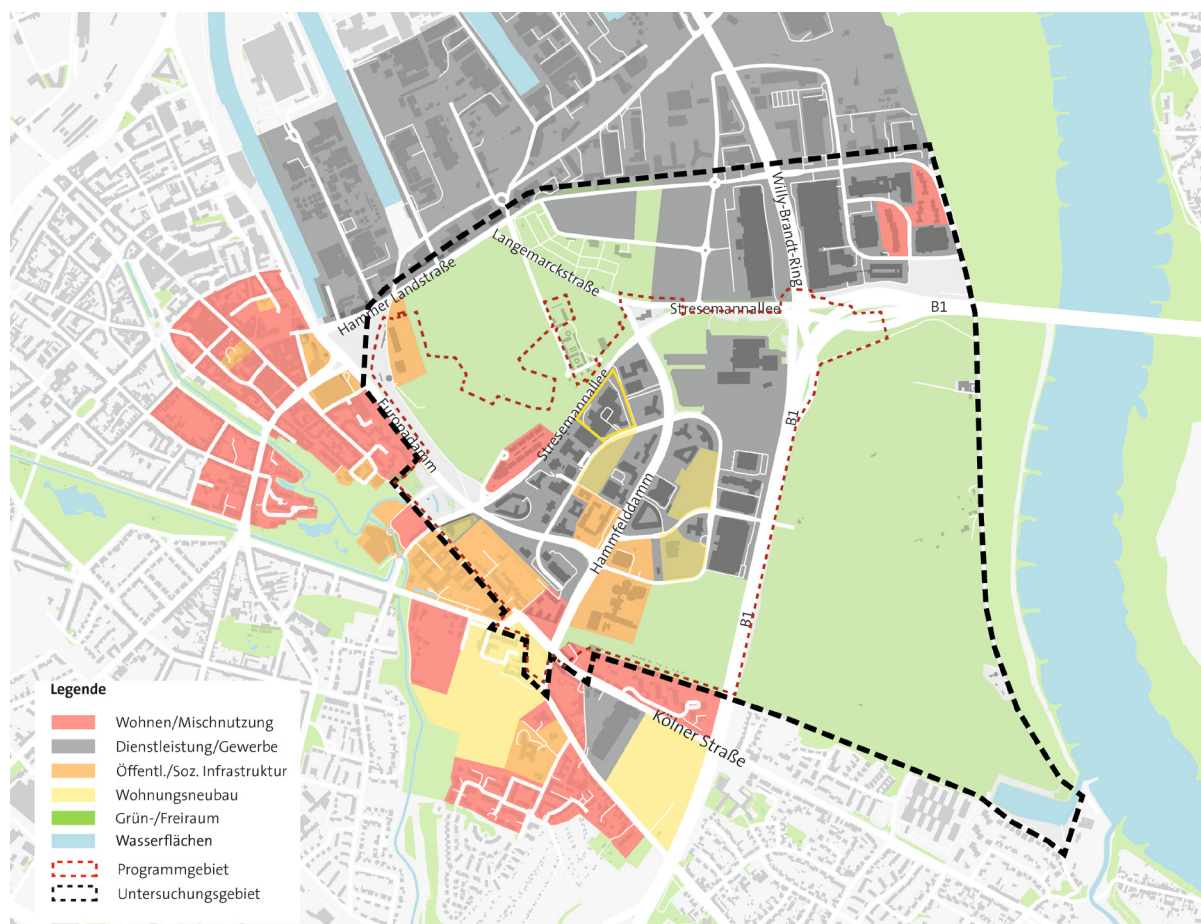 Willy-Brandt-Ring
Langemarckstraße
Hammer Landstraße
Stresemannallee
B1
Stresemannallee
B1
Europadamm
Hammfelddamm
B1
Kölner Straße
Legende
Wohnen/Mischnutzung
Dienstleistung/Gewerbe
Öffentl./Soz. Infrastruktur
Wohnungsneubau
Grün-/Freiraum
Wasserflächen
Programmgebiet
Untersuchungsgebiet